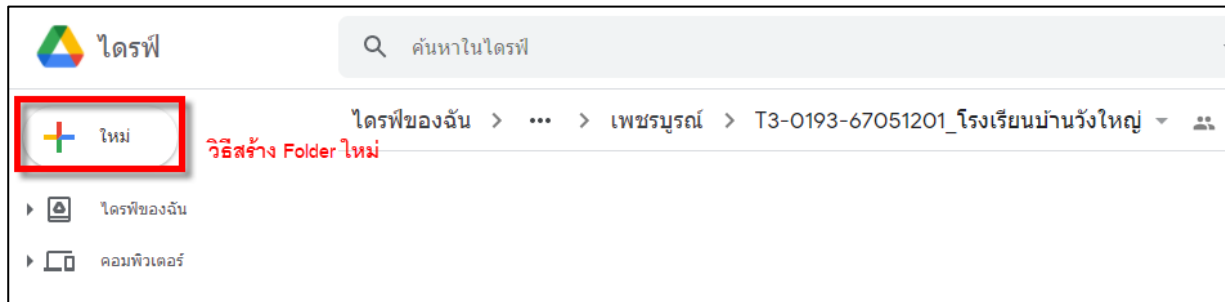 ไดรฟ์
ค้นหาในไดรฟ์
ใหม่
ไดรฟ์ของฉัน > ••• > เพชรบูรณ์ > T3-0193-67051201_โรงเรียนบ้านวังใหญ่
วิธีสร้าง Folder ใหม่
ไดรฟ์ของฉัน
คอมพิวเตอร์